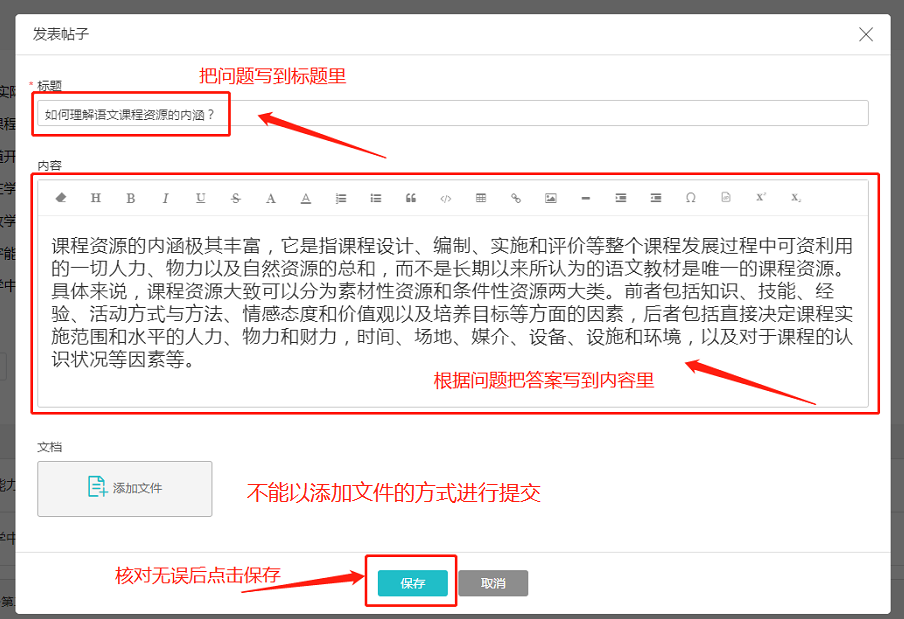 发表帖子
把问题写到标题里
* 标题
如何理解语文课程资源的内涵？
内容
H B I U S A A
课程资源的内涵极其丰富，它是指课程设计、编制、实施和评价等整个课程发展过程中可资利用
的一切人力、物力以及自然资源的总和，而不是长期以来所认为的语文教材是唯一的课程资源。
具体来说，课程资源大致可以分为素材性资源和条件性资源两大类。前者包括知识、技能、经
验、活动方式与方法、情感态度和价值观以及培养目标等方面的因素，后者包括直接决定课程实
施范围和水平的人力、物力和财力，时间、场地、媒介、设备、设施和环境，以及对于课程的认
识状况等因素等。
根据问题把答案写到内容里
文档
添加文件
不能以添加文件的方式进行提交
核对无误后点击保存
保存
取消